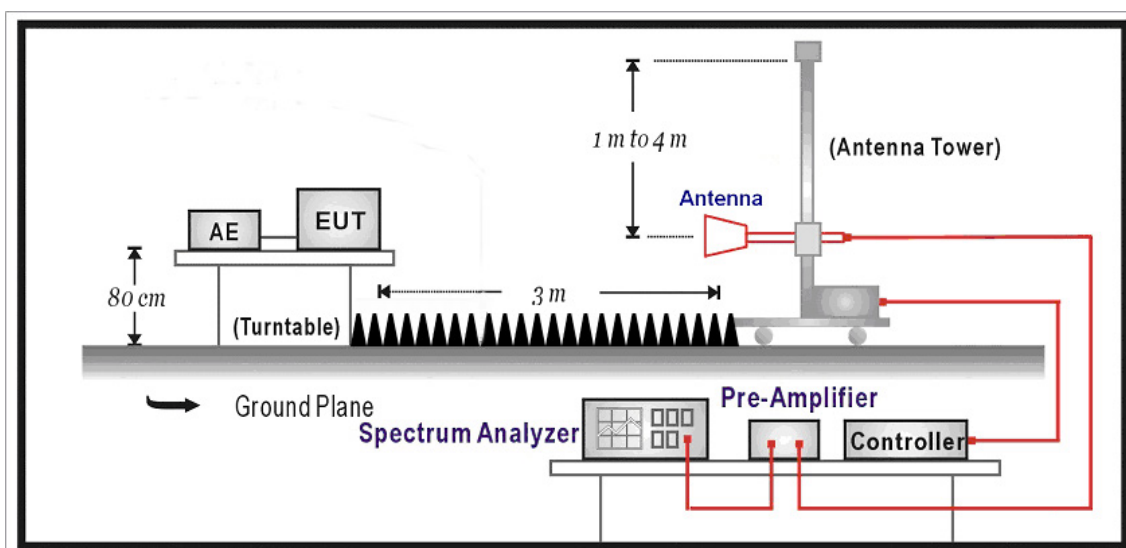 1 m to 4 m
(Antenna Tower)
Antenna
EUT
AE
80 cm
3 m
(Turntable)
Ground Plane
Pre-Amplifier
Spectrum Analyzer
Controller